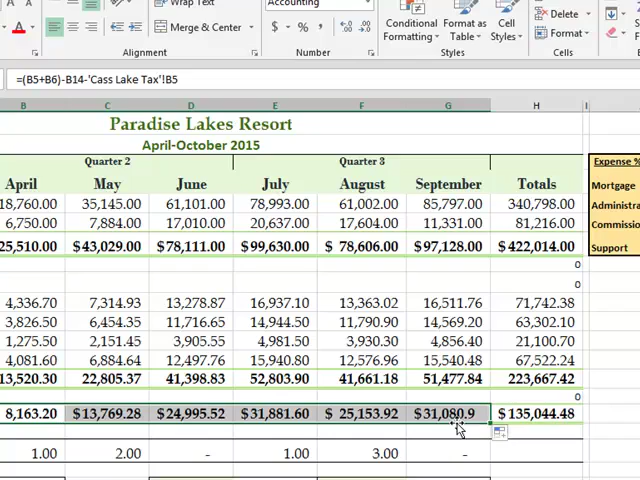 Accounting
Merge & Center
$ % , .0 .00 .00 .0
Conditional Formatting
Format as Table
Cell Styles
Delete
Format
Alignment Number Styles Cells
=(B5+B6)-B14-'Cass Lake Tax'!B5
B C D E F G H I
Paradise Lakes Resort
April-October 2015
Quarter 2 Quarter 3 Expense %
April May June July August September Totals Mortgage
18,760.00 35,145.00 61,101.00 78,993.00 61,002.00 85,797.00 340,798.00 Administra
6,750.00 7,884.00 17,010.00 20,637.00 17,604.00 11,331.00 81,216.00 Commissio
25,510.00 $43,029.00 $78,111.00 $99,630.00 $ 78,606.00 $97,128.00 $422,014.00 Support
0
0
4,336.70 7,314.93 13,278.87 16,937.10 13,363.02 16,511.76 71,742.38
3,826.50 6,454.35 11,716.65 14,944.50 11,790.90 14,569.20 63,302.10
1,275.50 2,151.45 3,905.55 4,981.50 3,930.30 4,856.40 21,100.70
4,081.60 6,884.64 12,497.76 15,940.80 12,576.96 15,540.48 67,522.24
13,520.30 22,805.37 41,398.83 52,803.90 41,661.18 51,477.84 223,667.42
0
8,163.20 $13,769.28 $24,995.52 $31,881.60 $ 25,153.92 $31,080.9 $135,044.48
1.00 2.00 - 1.00 3.00 -